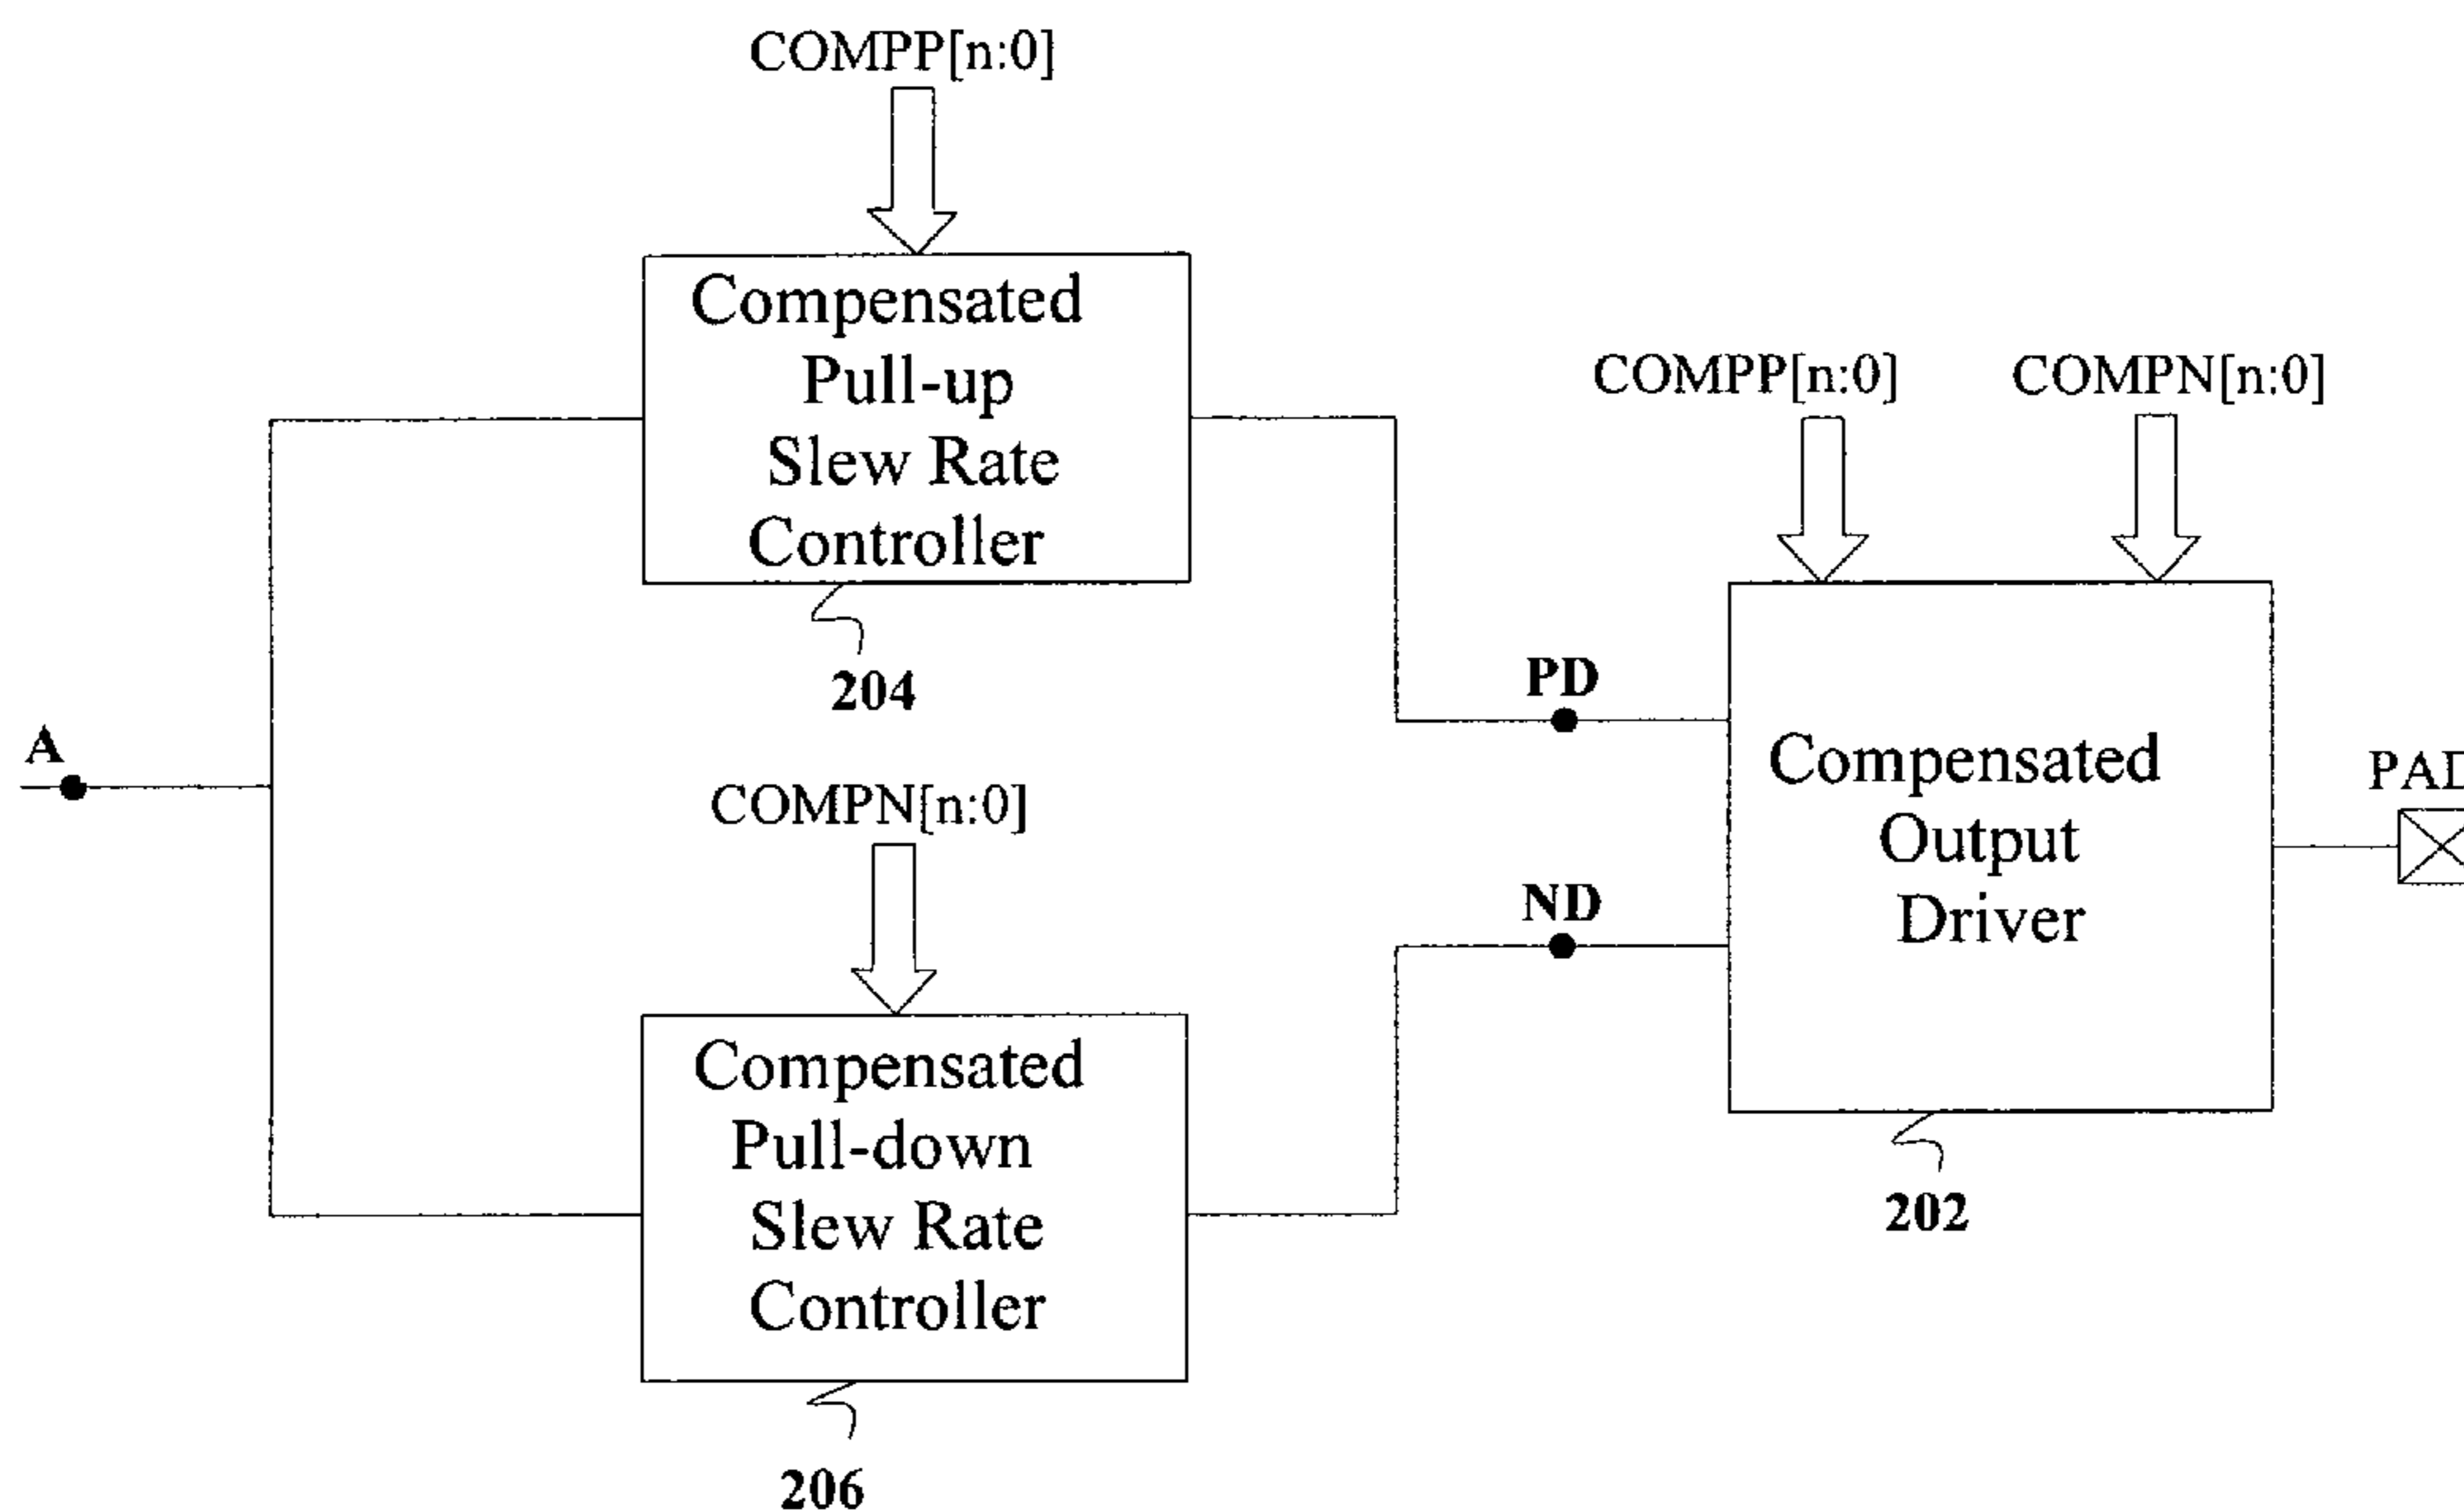 COMPP[n:0]
Compensated
Pull-up
Slew Rate
Controller
204
COMPP[n:0] COMPN[n:0]
A
PD
ND
COMPN[n:0]
Compensated
Output
Driver
202
PAD
Compensated
Pull-down
Slew Rate
Controller
206